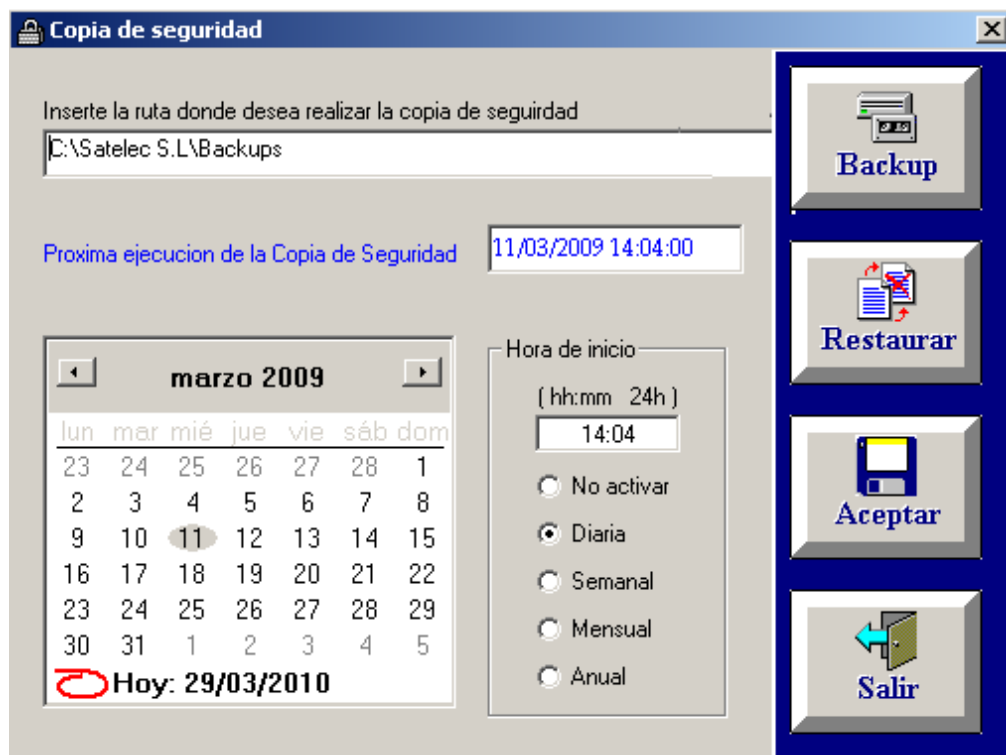 Copia de seguridad
Inserte la ruta donde desea realizar la copia de seguirdad
C:\Satelec S.L\Backups
Backup
Proxima ejecucion de la Copia de Seguridad
11/03/2009 14:04:00
Restaurar
marzo 2009
lun mar mié jue vie sáb dom
23 24 25 26 27 28 1
2 3 4 5 6 7 8
9 10 11 12 13 14 15
16 17 18 19 20 21 22
23 24 25 26 27 28 29
30 31 1 2 3 4 5
Hoy: 29/03/2010
Hora de inicio
( hh:mm 24h )
14:04
No activar
Diaria
Semanal
Mensual
Anual
Aceptar
Salir